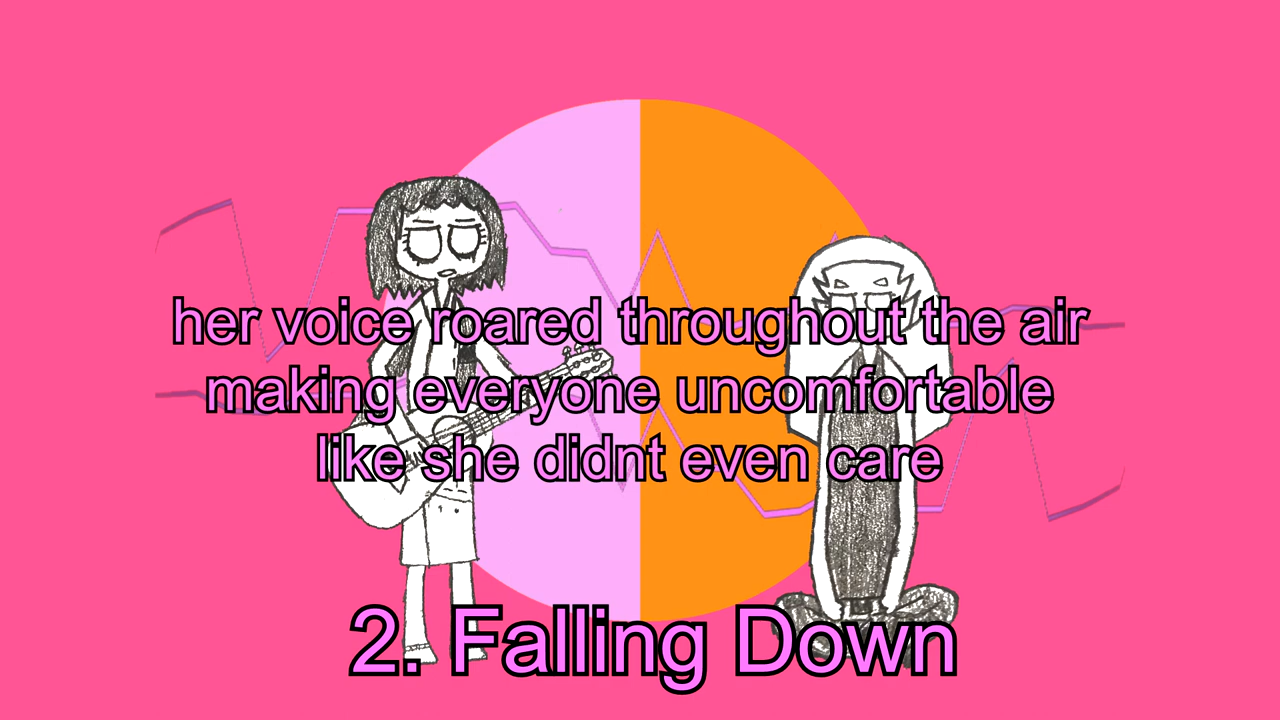 her voice roared throughout the air
making everyone uncomfortable
like she didnt even care
2. Falling Down